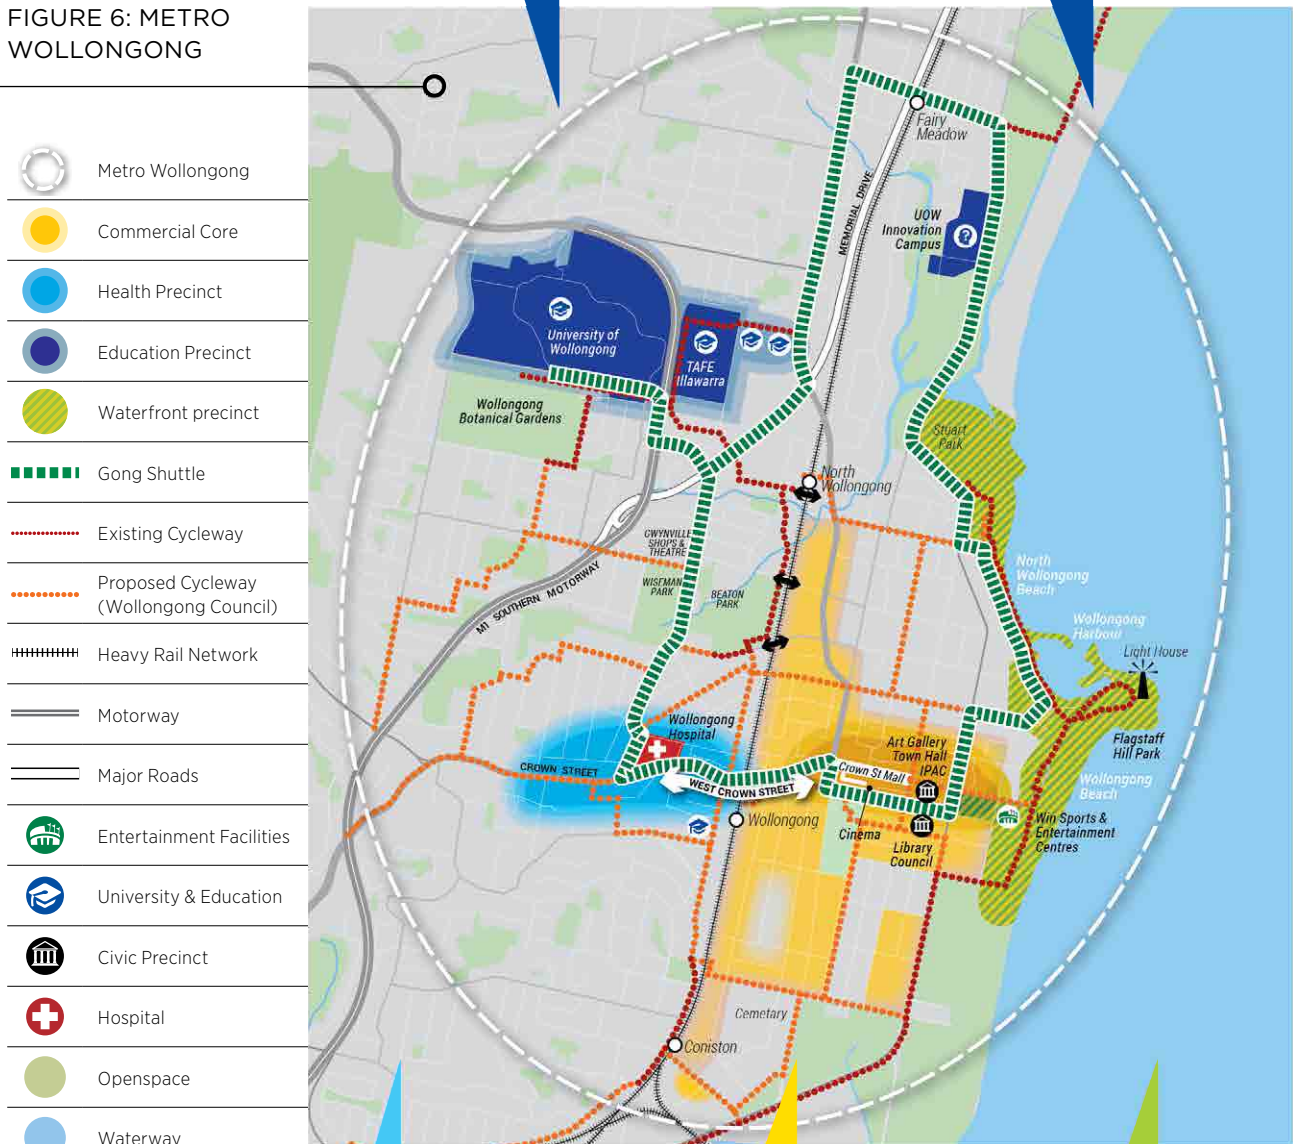 FIGURE 6: METRO
WOLLONGONG
Metro Wollongong
Commercial Core
Health Precinct
Education Precinct
Waterfront precinct
Gong Shuttle
Existing Cycleway
Proposed Cycleway
(Wollongong Council)
Heavy Rail Network
Motorway
Major Roads
Entertainment Facilities
University & Education
Civic Precinct
Hospital
Openspace
Waterway
Fairy
Meadow
MEMORIAL DRIVE
UOW
Innovation
Campus
University of
Wollongong
TAFE
Illawarra
Wollongong
Botanical Gardens
Stuart
Park
North
Wollongong
GWYNVILLE
SHOPS &
THEATRE
WISEMAN
PARK
BEATON
PARK
M1 SOUTHERN MOTORWAY
North
Wollongong
Beach
Wollongong
Harbour
Light House
Flagstaff
Hill Park
Wollongong
Beach
Wollongong
Hospital
CROWN STREET
WEST CROWN STREET
Art Gallery
Town Hall
IPAC
Crown St Mall
Wollongong
Cinema
Library
Council
Win Sports &
Entertainment
Centres
Cemetary
Coniston